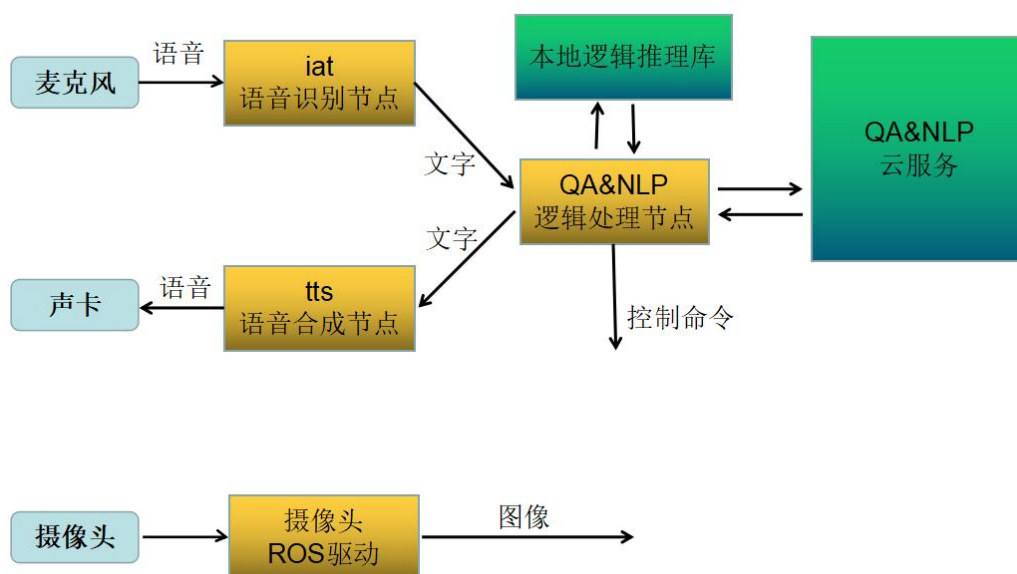 麦克风
语音
iat
语音识别节点
文字
本地逻辑推理库
QA&NLP
逻辑处理节点
QA&NLP
云服务
文字
声卡
语音
tts
语音合成节点
控制命令
摄像头
摄像头
ROS驱动
图像